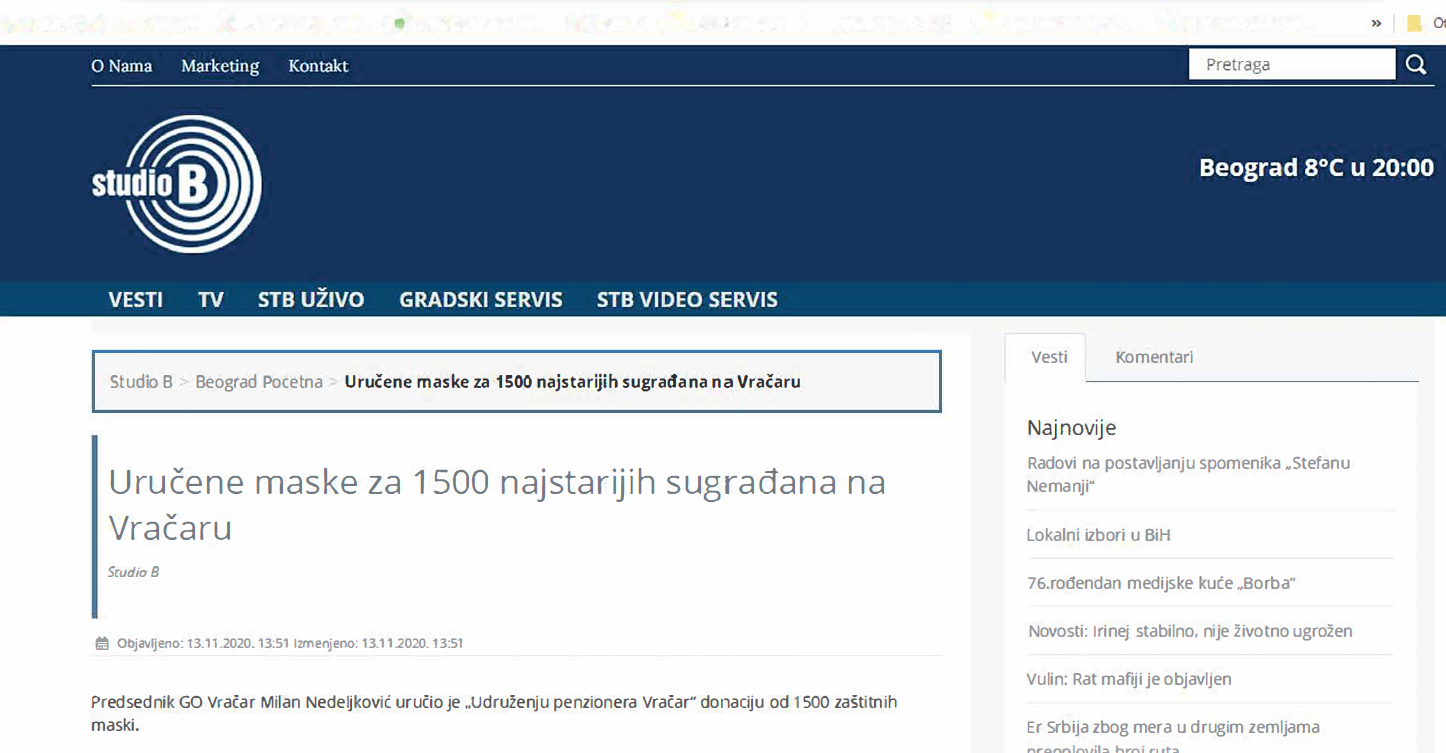 » Ot
O Nama Marketing Kontakt Pretraga
studio B
Beograd 8°C u 20:00
VESTI TV STB UŽIVO GRADSKI SERVIS STB VIDEO SERVIS
Studio B > Beograd Pocetna > Uručene maske za 1500 najstarijih sugrađana na Vračaru
Uručene maske za 1500 najstarijih sugrađana na
Vračaru
Studio B
Objavljeno: 13.11.2020. 13:51 Izmenjeno: 13.11.2020. 13:51
Predsednik GO Vračar Milan Nedeljković uručio je „Udruženju penzionera Vračar“ donaciju od 1500 zaštitnih
maski.
Vesti Komentari
Najnovije
Radovi na postavljanju spomenika „Stefanu
Nemanji“
Lokalni izbori u BiH
76.rođendan medijske kuće „Borba“
Novosti: Irinej stabilno, nije životno ugrožen
Vulin: Rat mafiji je objavljen
Er Srbija zbog mera u drugim zemljama
prepolovila broj ruta